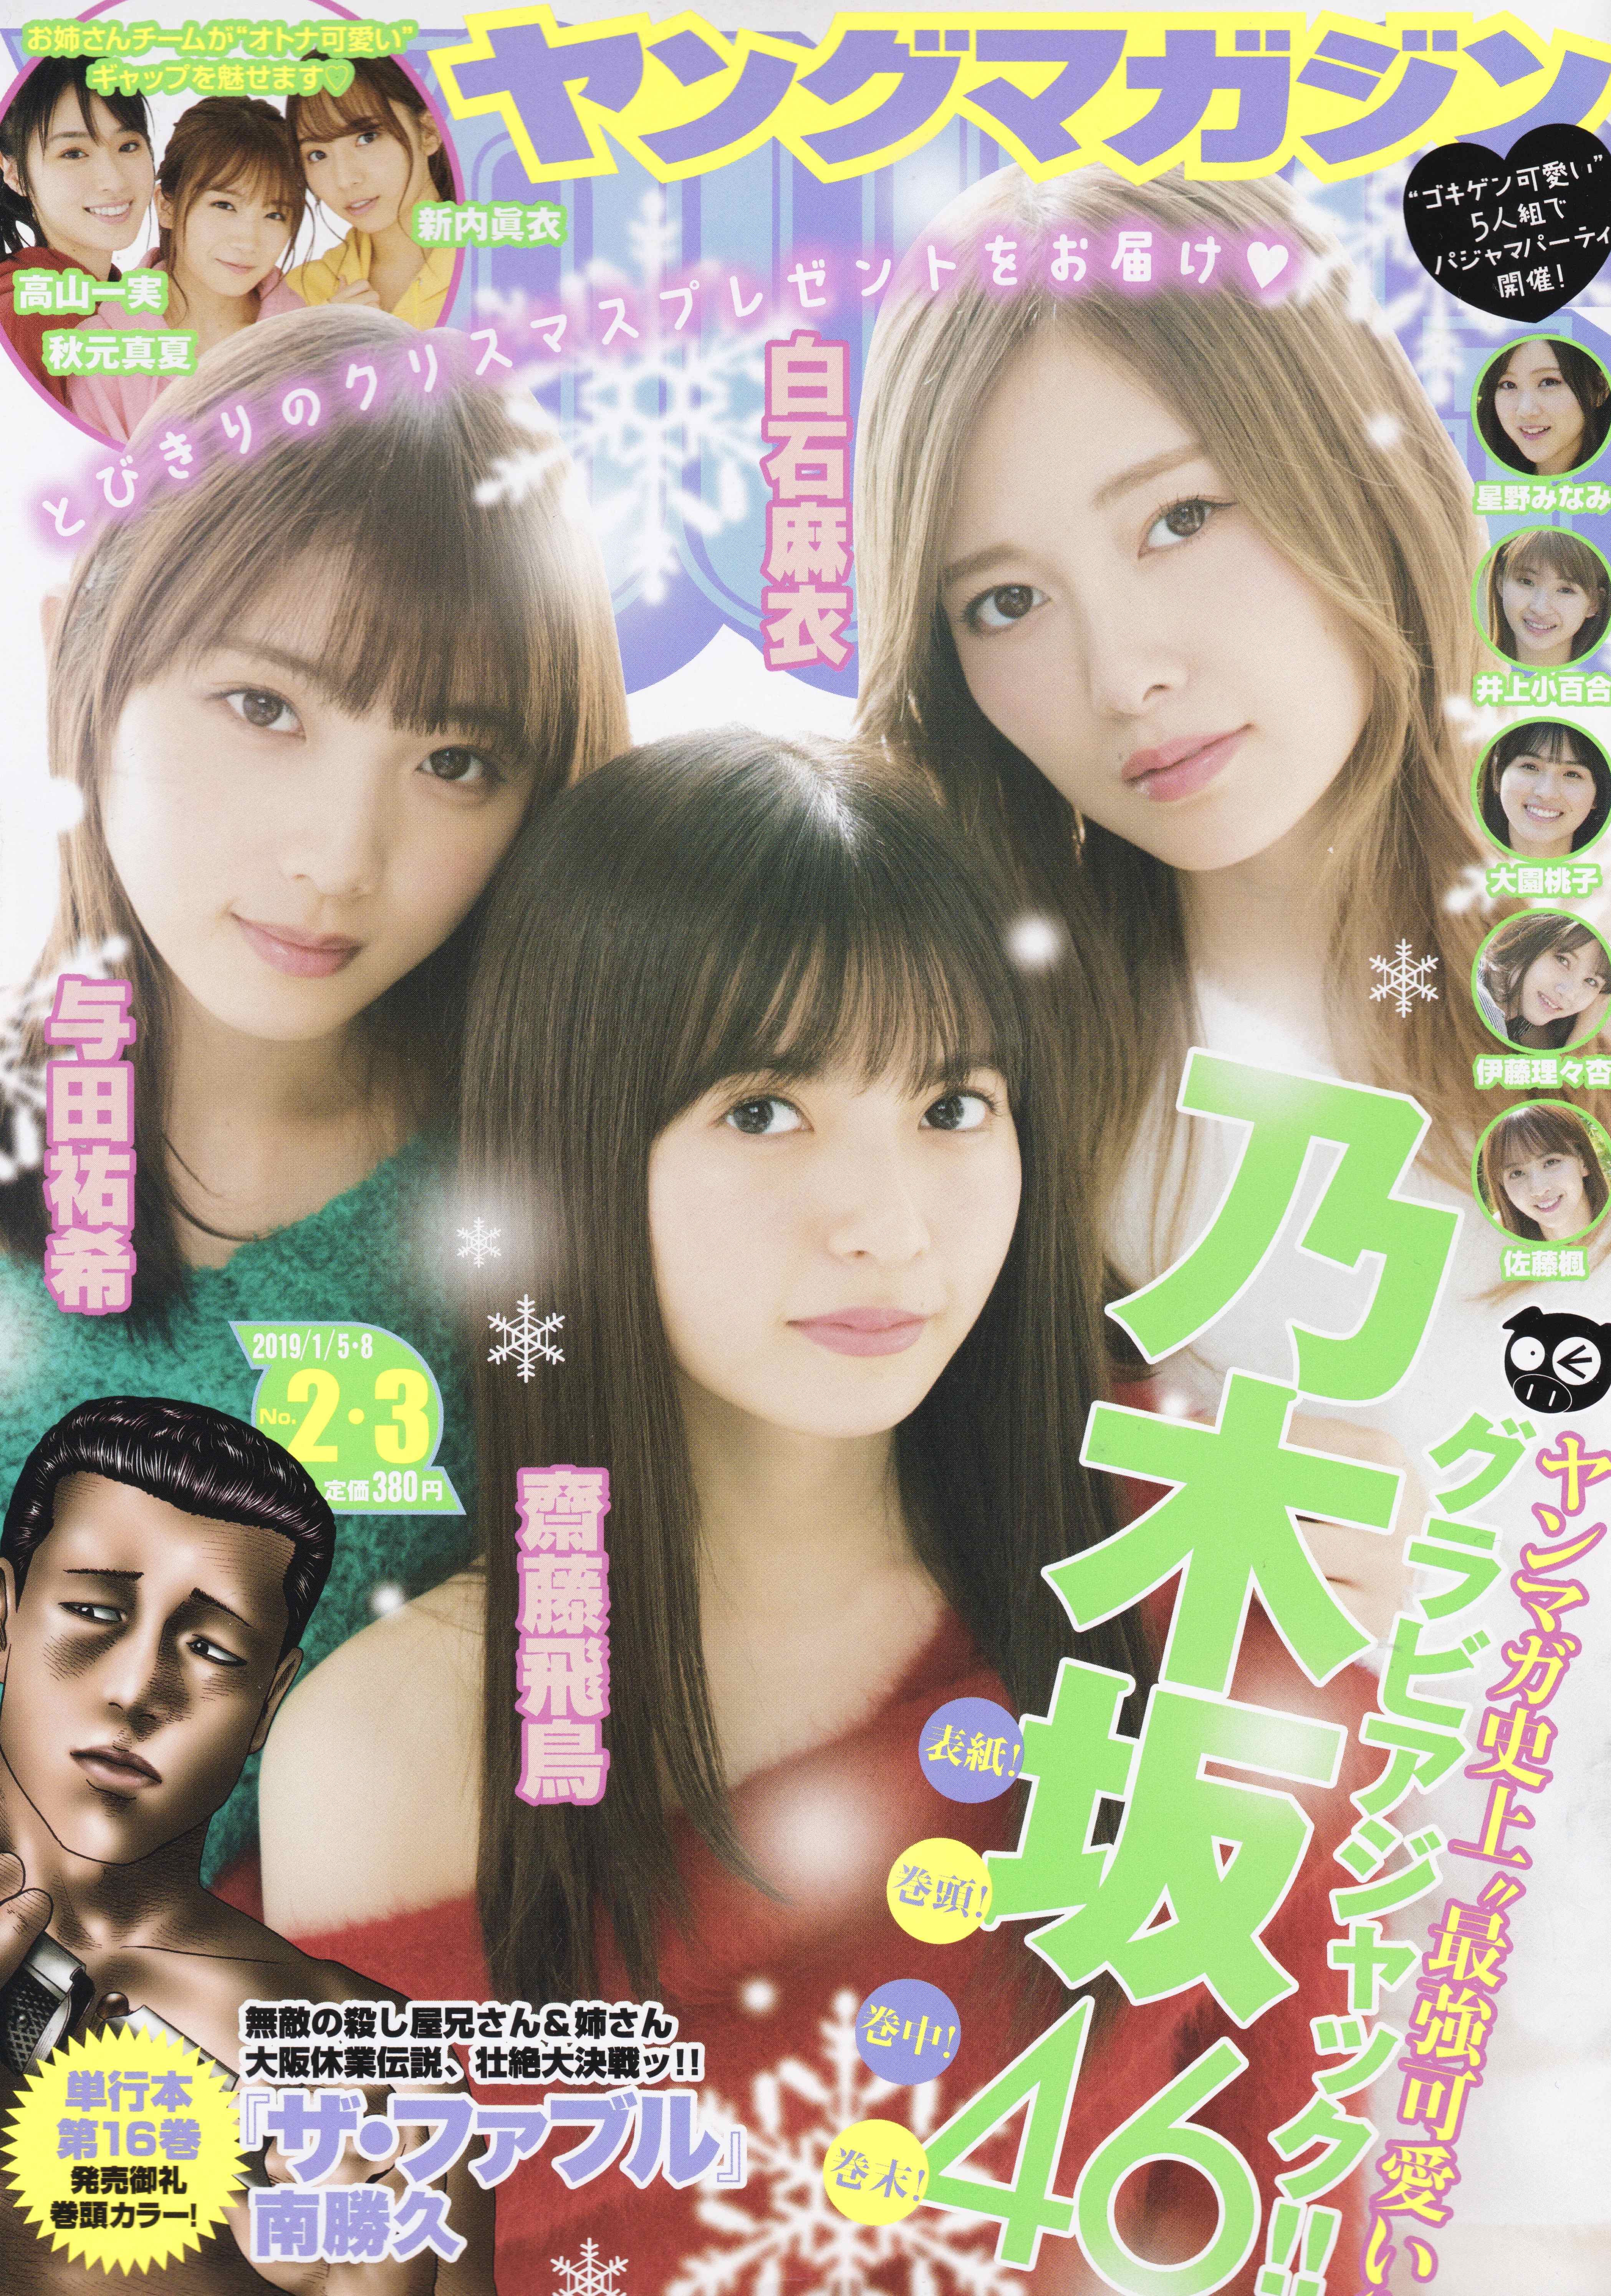 お姉さんチームが“オトナ可愛い”
ギャップを魅せます♡
ヤングマガジン
新内眞衣
高山一実
秋元真夏
“ゴキゲン可愛い”
5人組で
パジャマパーティ
開催!
とびきりのクリスマスプレゼントをお届け♥
白石麻衣
星野みなみ
井上小百合
大園桃子
伊藤理々杏
佐藤楓
与田祐希
齋藤飛鳥
2019/1/5・8
No.2・3
定価380円
ヤンマガ史上“最強可愛い
グラビアジャック!!
乃木坂46
表紙!
巻頭!
巻中!
巻末!
無敵の殺し屋兄さん&姉さん
大阪休業伝説、壮絶大決戦ッ!!
『ザ・ファブル』
南勝久
単行本
第16巻
発売御礼
巻頭カラー!